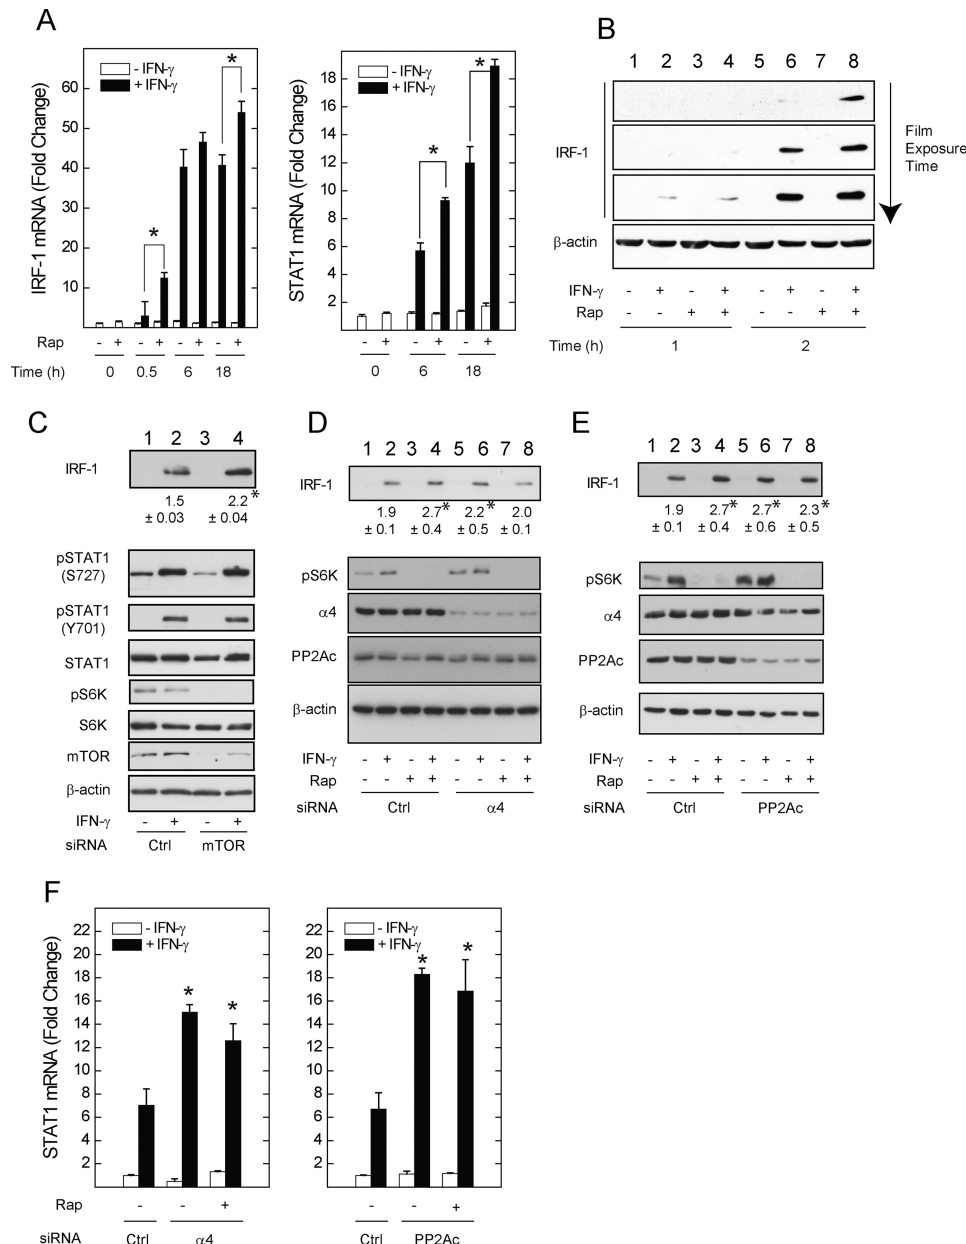 A
IRF-1 mRNA (Fold Change)
60
50
40
30
20
10
- IFN-γ
+ IFN-γ
* *
Rap - + - + - + - +
Time (h) 0 0.5 6 18
STAT1 mRNA (Fold Change)
18
16
14
12
10
8
6
4
2
- IFN-γ
+ IFN-γ
* *
- + - + - +
0 6 18
B
1 2 3 4 5 6 7 8
IRF-1
β-actin
Film
Exposure
Time
IFN-γ - + - + - + - +
Rap - - + + - - + +
Time (h) 1 2
C
1 2 3 4
IRF-1
1.5 2.2*
± 0.03 ± 0.04
pSTAT1
(S727)
pSTAT1
(Y701)
STAT1
pS6K
S6K
mTOR
β-actin
IFN-γ - + - +
siRNA Ctrl mTOR
D
1 2 3 4 5 6 7 8
IRF-1
1.9 2.7* 2.2* 2.0
± 0.1 ± 0.4 ± 0.5 ± 0.1
pS6K
α4
PP2Ac
β-actin
IFN-γ - + - + - + - +
Rap - - + + - - + +
siRNA Ctrl α4
E
1 2 3 4 5 6 7 8
IRF-1
1.9 2.7* 2.7* 2.3*
± 0.1 ± 0.4 ± 0.6 ± 0.5
pS6K
α4
PP2Ac
β-actin
IFN-γ - + - + - + - +
Rap - - + + - - + +
siRNA Ctrl PP2Ac
F
STAT1 mRNA (Fold Change)
22
20
18
16
14
12
10
8
6
4
2
- IFN-γ
+ IFN-γ
* *
Rap - - +
siRNA Ctrl α4
22
20
18
16
14
12
10
8
6
4
2
- IFN-γ
+ IFN-γ
* *
- - +
Ctrl PP2Ac